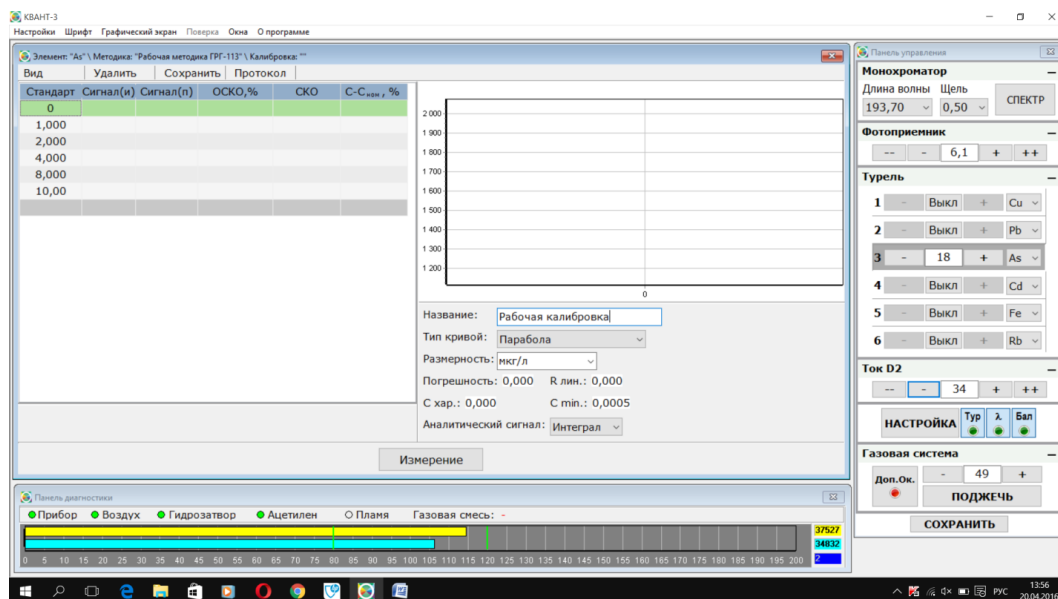 КВАНТ-3
Настройки Шрифт Графический экран Поверка Окна О программе
Элемент: "As" \ Методика: "Рабочая методика ГРГ-113" \ Калибровка: ""
Вид Удалить Сохранить Протокол
Стандарт Сигнал(и) Сигнал(п) ОСКО,% СКО С-Сном, %
0
1,000
2,000
4,000
8,000
10,00
2 000
1 900
1 800
1 700
1 600
1 500
1 400
1 300
1 200
0
Название: Рабочая калибровка
Тип кривой: Парабола
Размерность: мкг/л
Погрешность: 0,000 R лин.: 0,000
С хар.: 0,000 C min.: 0,0005
Аналитический сигнал: Интеграл
Измерение
Панель управления
Монохроматор
Длина волны Щель
193,70 0,50 СПЕКТР
Фотоприемник
-- - 6,1 + ++
Турель
1 - Выкл + Cu
2 - Выкл + Pb
3 - 18 + As
4 - Выкл + Cd
5 - Выкл + Fe
6 - Выкл + Rb
Ток D2
-- - 34 + ++
НАСТРОЙКА Тур λ Бал
Газовая система
Доп.Ок. - 49 +
ПОДЖЕЧЬ
СОХРАНИТЬ
Панель диагностики
Прибор Воздух Гидрозатвор Ацетилен Пламя Газовая смесь: -
37527
34832
2
0 5 10 15 20 25 30 35 40 45 50 55 60 65 70 75 80 85 90 95 100 105 110 115 120 125 130 135 140 145 150 155 160 165 170 175 180 185 190 195 200
РУС
13:56
20.04.2016